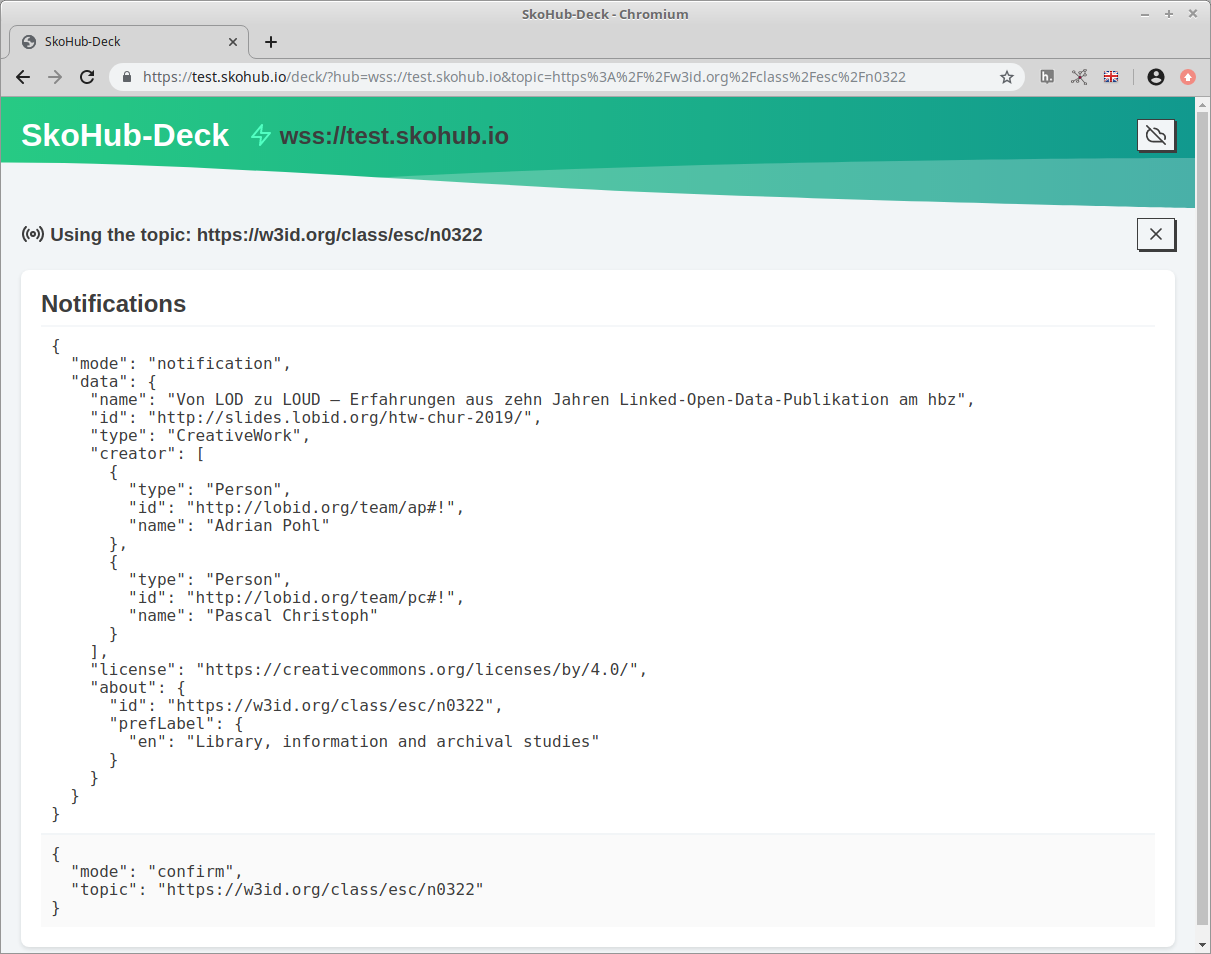 SkoHub-Deck - Chromium
SkoHub-Deck
https://test.skohub.io/deck/?hub=wss://test.skohub.io&topic=https%3A%2F%2Fw3id.org%2Fclass%2Fesc%2Fn0322
h.
SkoHub-Deck wss://test.skohub.io
Using the topic: https://w3id.org/class/esc/n0322
Notifications
{
"mode": "notification",
"data": {
"name": "Von LOD zu LOUD – Erfahrungen aus zehn Jahren Linked-Open-Data-Publikation am hbz",
"id": "http://slides.lobid.org/htw-chur-2019/",
"type": "CreativeWork",
"creator": [
{
"type": "Person",
"id": "http://lobid.org/team/ap#!",
"name": "Adrian Pohl"
},
{
"type": "Person",
"id": "http://lobid.org/team/pc#!",
"name": "Pascal Christoph"
}
],
"license": "https://creativecommons.org/licenses/by/4.0/",
"about": {
"id": "https://w3id.org/class/esc/n0322",
"prefLabel": {
"en": "Library, information and archival studies"
}
}
}
}
{
"mode": "confirm",
"topic": "https://w3id.org/class/esc/n0322"
}